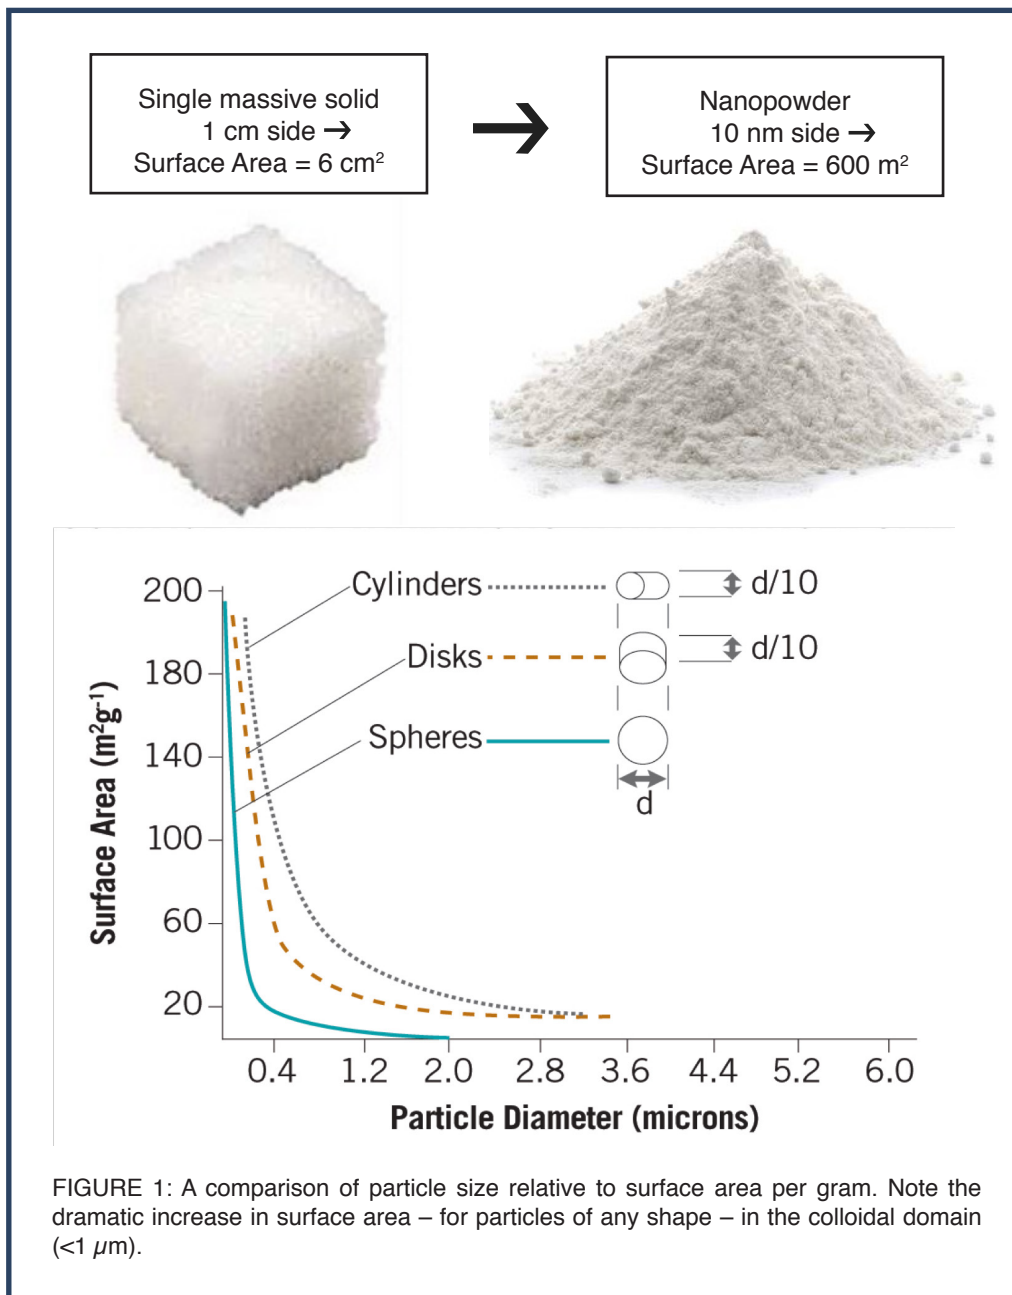 Single massive solid
1 cm side →
Surface Area = 6 cm²
Nanopowder
10 nm side →
Surface Area = 600 m²
Cylinders
d/10
Disks
d/10
Spheres
d
200
180
140
100
60
20
Surface Area (m²g⁻¹)
0.4 1.2 2.0 2.8 3.6 4.4 5.2 6.0
Particle Diameter (microns)
FIGURE 1: A comparison of particle size relative to surface area per gram. Note the
dramatic increase in surface area – for particles of any shape – in the colloidal domain
(<1 µm).